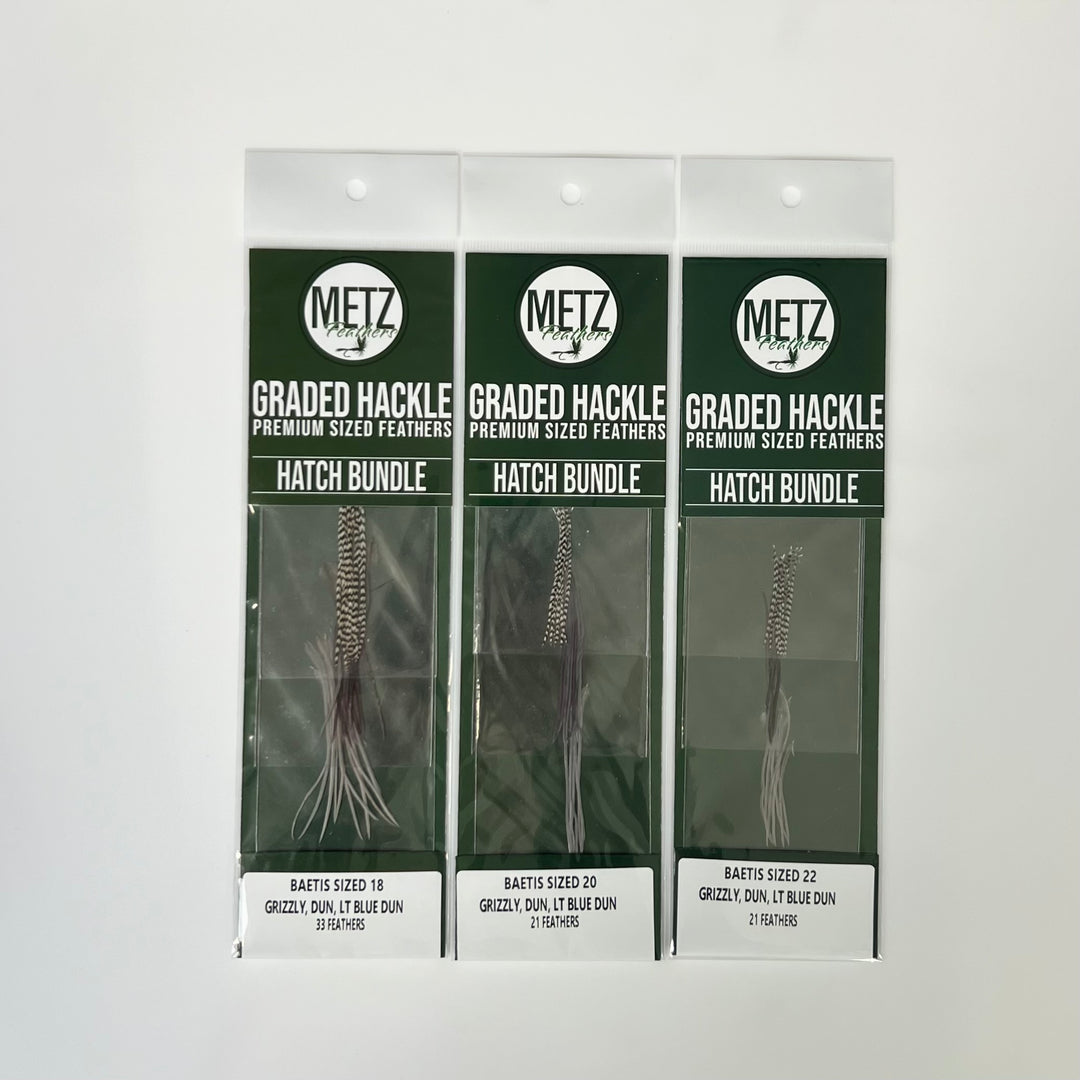 METZ
Feathers
GRADED HACKLE
PREMIUM SIZED FEATHERS
HATCH BUNDLE
BAETIS SIZED 18
GRIZZLY, DUN, LT BLUE DUN
33 FEATHERS
METZ
Feathers
GRADED HACKLE
PREMIUM SIZED FEATHERS
HATCH BUNDLE
BAETIS SIZED 20
GRIZZLY, DUN, LT BLUE DUN
21 FEATHERS
METZ
Feathers
GRADED HACKLE
PREMIUM SIZED FEATHERS
HATCH BUNDLE
BAETIS SIZED 22
GRIZZLY, DUN, LT BLUE DUN
21 FEATHERS